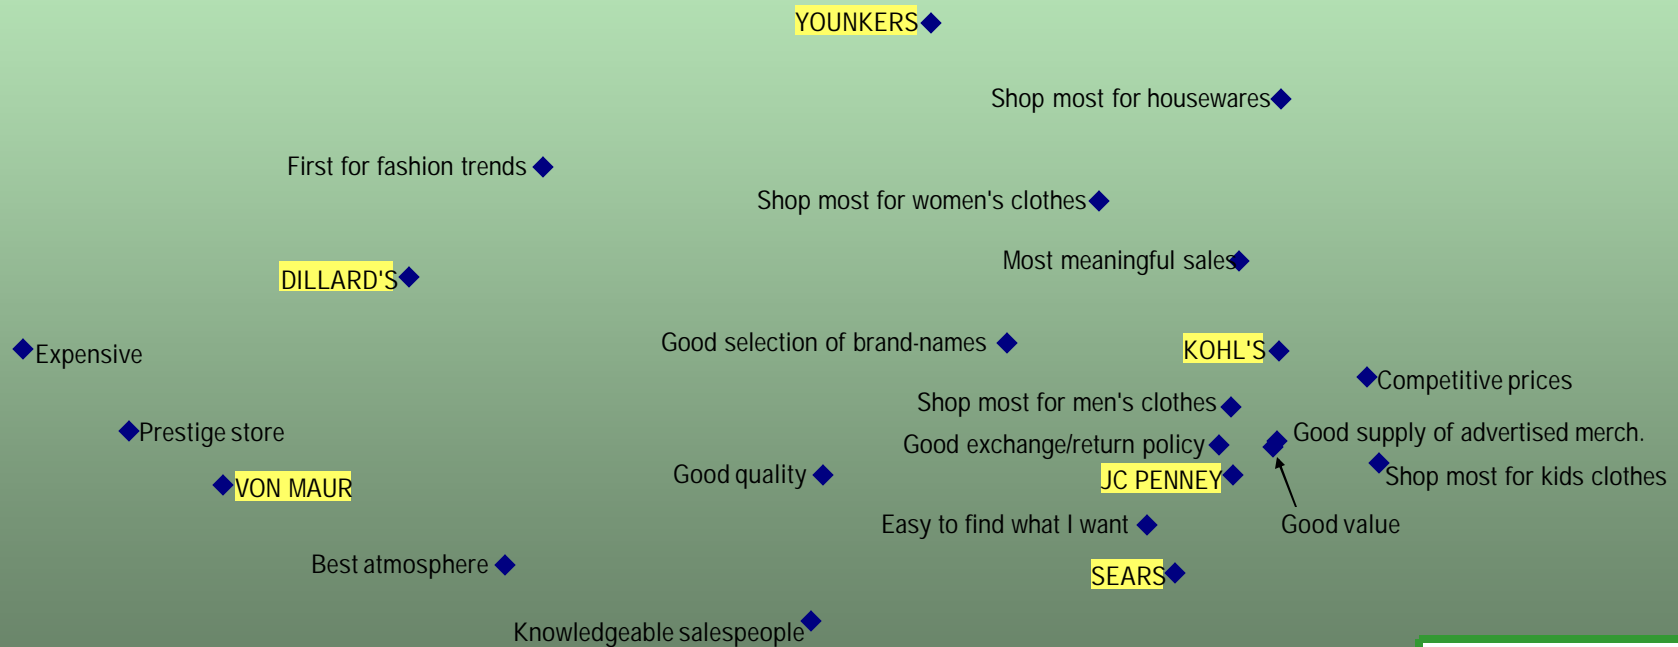 YOUNKERS
Shop most for housewares
First for fashion trends
Shop most for women's clothes
Most meaningful sales
DILLARD'S
Good selection of brand-names
KOHL'S
Expensive
Competitive prices
Shop most for men's clothes
Prestige store
Good supply of advertised merch.
Good exchange/return policy
Good quality
JC PENNEY
Shop most for kids clothes
VON MAUR
Easy to find what I want
Good value
Best atmosphere
SEARS
Knowledgeable salespeople